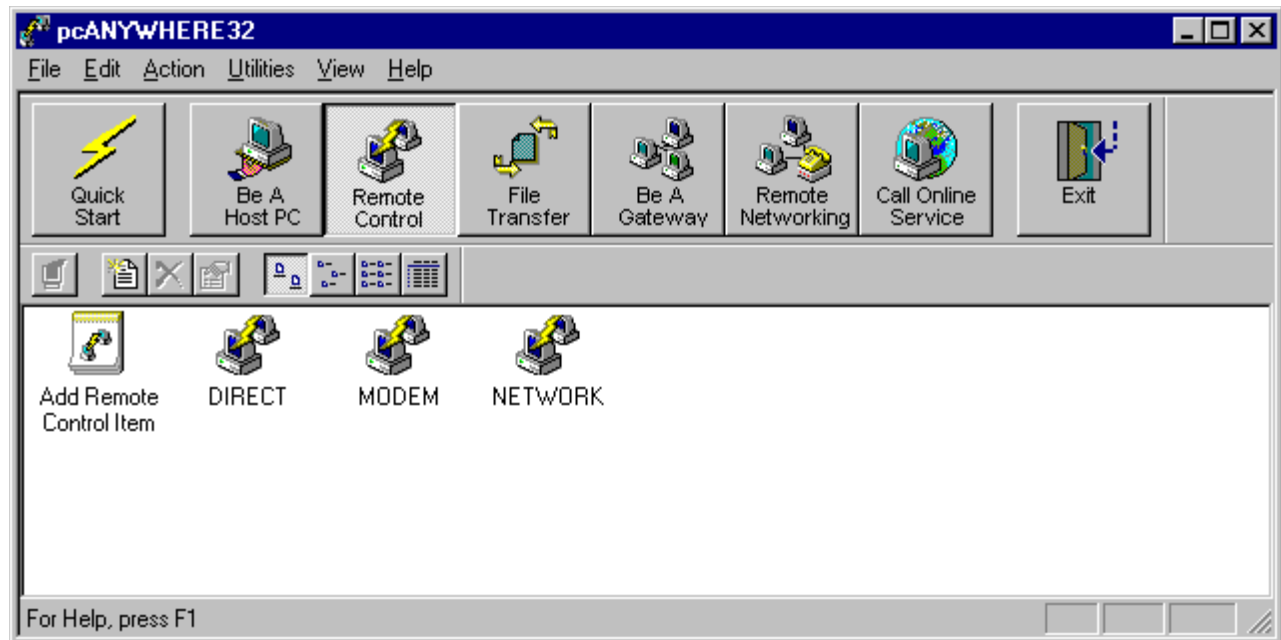 pcANYWHERE32
File Edit Action Utilities View Help
Quick
Start
Be A
Host PC
Remote
Control
File
Transfer
Be A
Gateway
Remote
Networking
Call Online
Service
Exit
Add Remote
Control Item
DIRECT
MODEM
NETWORK
For Help, press F1